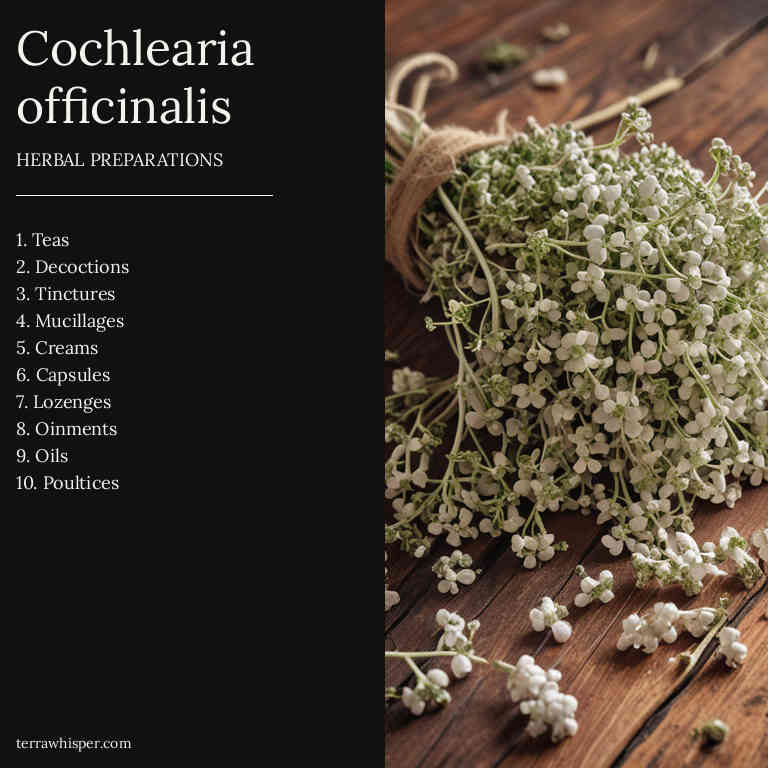 Cochlearia
officinalis
HERBAL PREPARATIONS
1. Teas
2. Decoctions
3. Tinctures
4. Mucillages
5. Creams
6. Capsules
7. Lozenges
8. Oinments
9. Oils
10. Poultices
terrawhisper.com